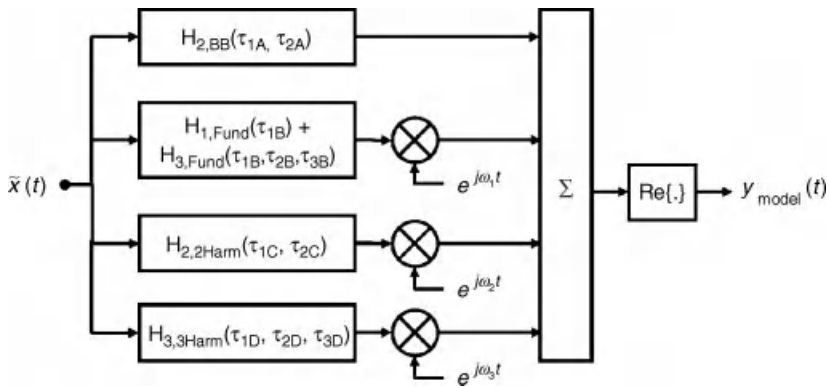 H2,BB(τ1A, τ2A)
H1,Fund(τ1B) +
H3,Fund(τ1B,τ2B,τ3B)
x̃(t)
e^jω1t
Σ
Re{.}
y model(t)
H2,2Harm(τ1C, τ2C)
e^jω2t
H3,3Harm(τ1D, τ2D, τ3D)
e^jω3t